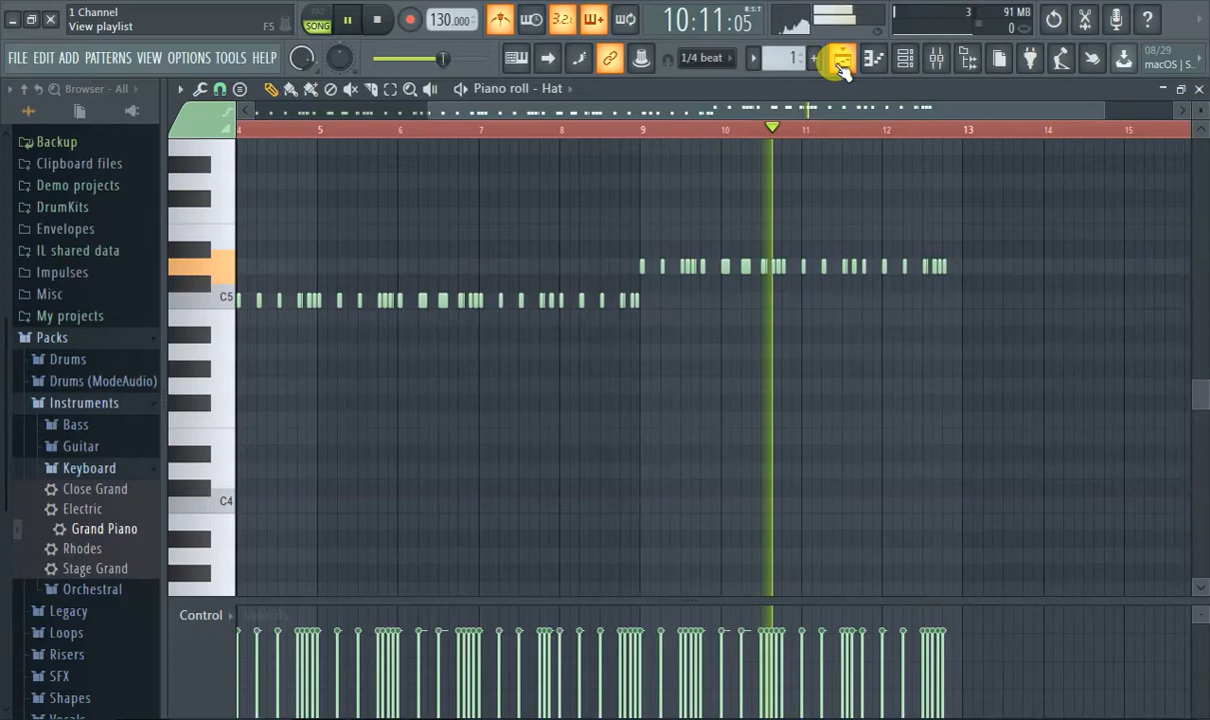 1 Channel
View playlist
F5
SONG
130.000
3.2:
10:11:05
B:S:T
3
91 MB
0
FILE EDIT ADD PATTERNS VIEW OPTIONS TOOLS HELP
1/4 beat
1
08/29
macOS | S..
Browser - All
Piano roll - Hat
4 5 6 7 8 9 10 11 12 13 14 15
Backup
Clipboard files
Demo projects
DrumKits
Envelopes
IL shared data
Impulses
Misc
My projects
Packs
Drums
Drums (ModeAudio)
Instruments
Bass
Guitar
Keyboard
Close Grand
Electric
Grand Piano
Rhodes
Stage Grand
Orchestral
Legacy
Loops
Risers
SFX
Shapes
C5
C4
Control
Velocity